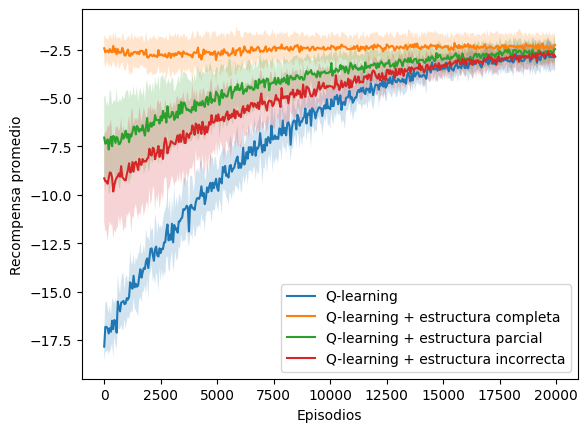 Recompensa promedio
−2.5
−5.0
−7.5
−10.0
−12.5
−15.0
−17.5
Q-learning
Q-learning + estructura completa
Q-learning + estructura parcial
Q-learning + estructura incorrecta
0 2500 5000 7500 10000 12500 15000 17500 20000
Episodios